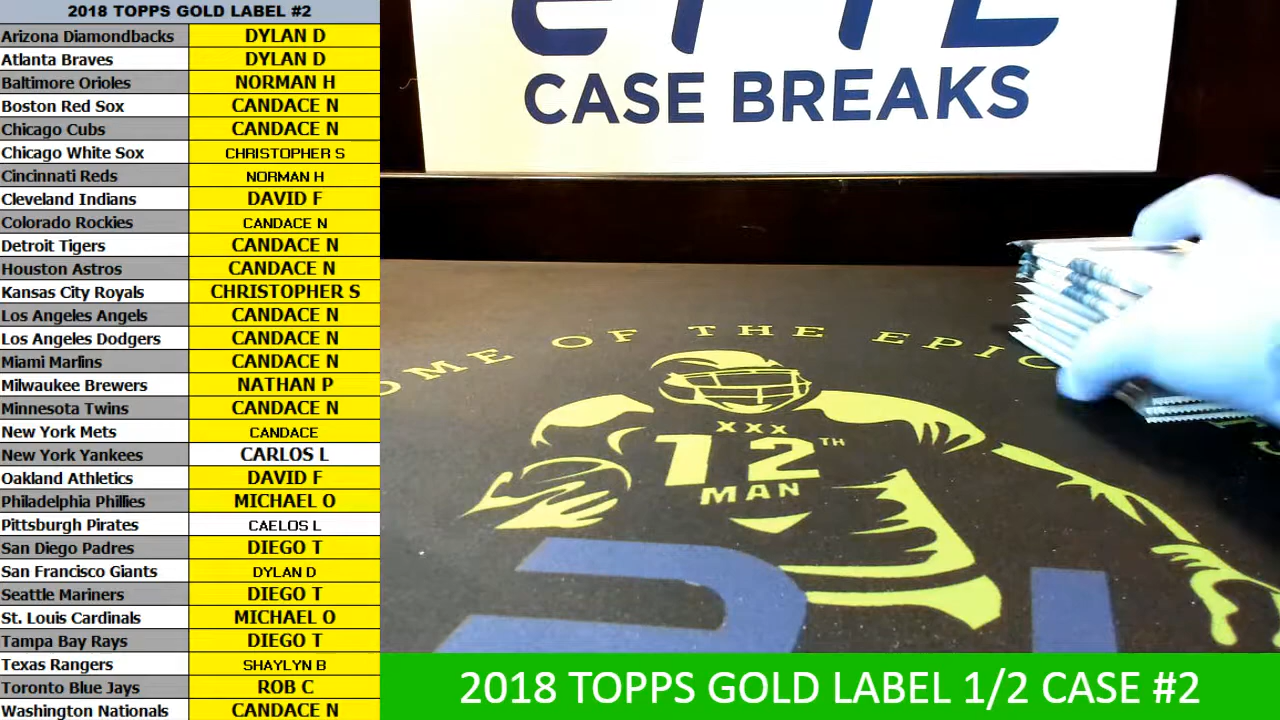 2018 TOPPS GOLD LABEL #2
Arizona Diamondbacks DYLAN D
Atlanta Braves DYLAN D
Baltimore Orioles NORMAN H
Boston Red Sox CANDACE N
Chicago Cubs CANDACE N
Chicago White Sox CHRISTOPHER S
Cincinnati Reds NORMAN H
Cleveland Indians DAVID F
Colorado Rockies CANDACE N
Detroit Tigers CANDACE N
Houston Astros CANDACE N
Kansas City Royals CHRISTOPHER S
Los Angeles Angels CANDACE N
Los Angeles Dodgers CANDACE N
Miami Marlins CANDACE N
Milwaukee Brewers NATHAN P
Minnesota Twins CANDACE N
New York Mets CANDACE
New York Yankees CARLOS L
Oakland Athletics DAVID F
Philadelphia Phillies MICHAEL O
Pittsburgh Pirates CAELOS L
San Diego Padres DIEGO T
San Francisco Giants DYLAN D
Seattle Mariners DIEGO T
St. Louis Cardinals MICHAEL O
Tampa Bay Rays DIEGO T
Texas Rangers SHAYLYN B
Toronto Blue Jays ROB C
Washington Nationals CANDACE N
CASE BREAKS
OME OF THE EPIC
XXX
12TH
MAN
2018 TOPPS GOLD LABEL 1/2 CASE #2